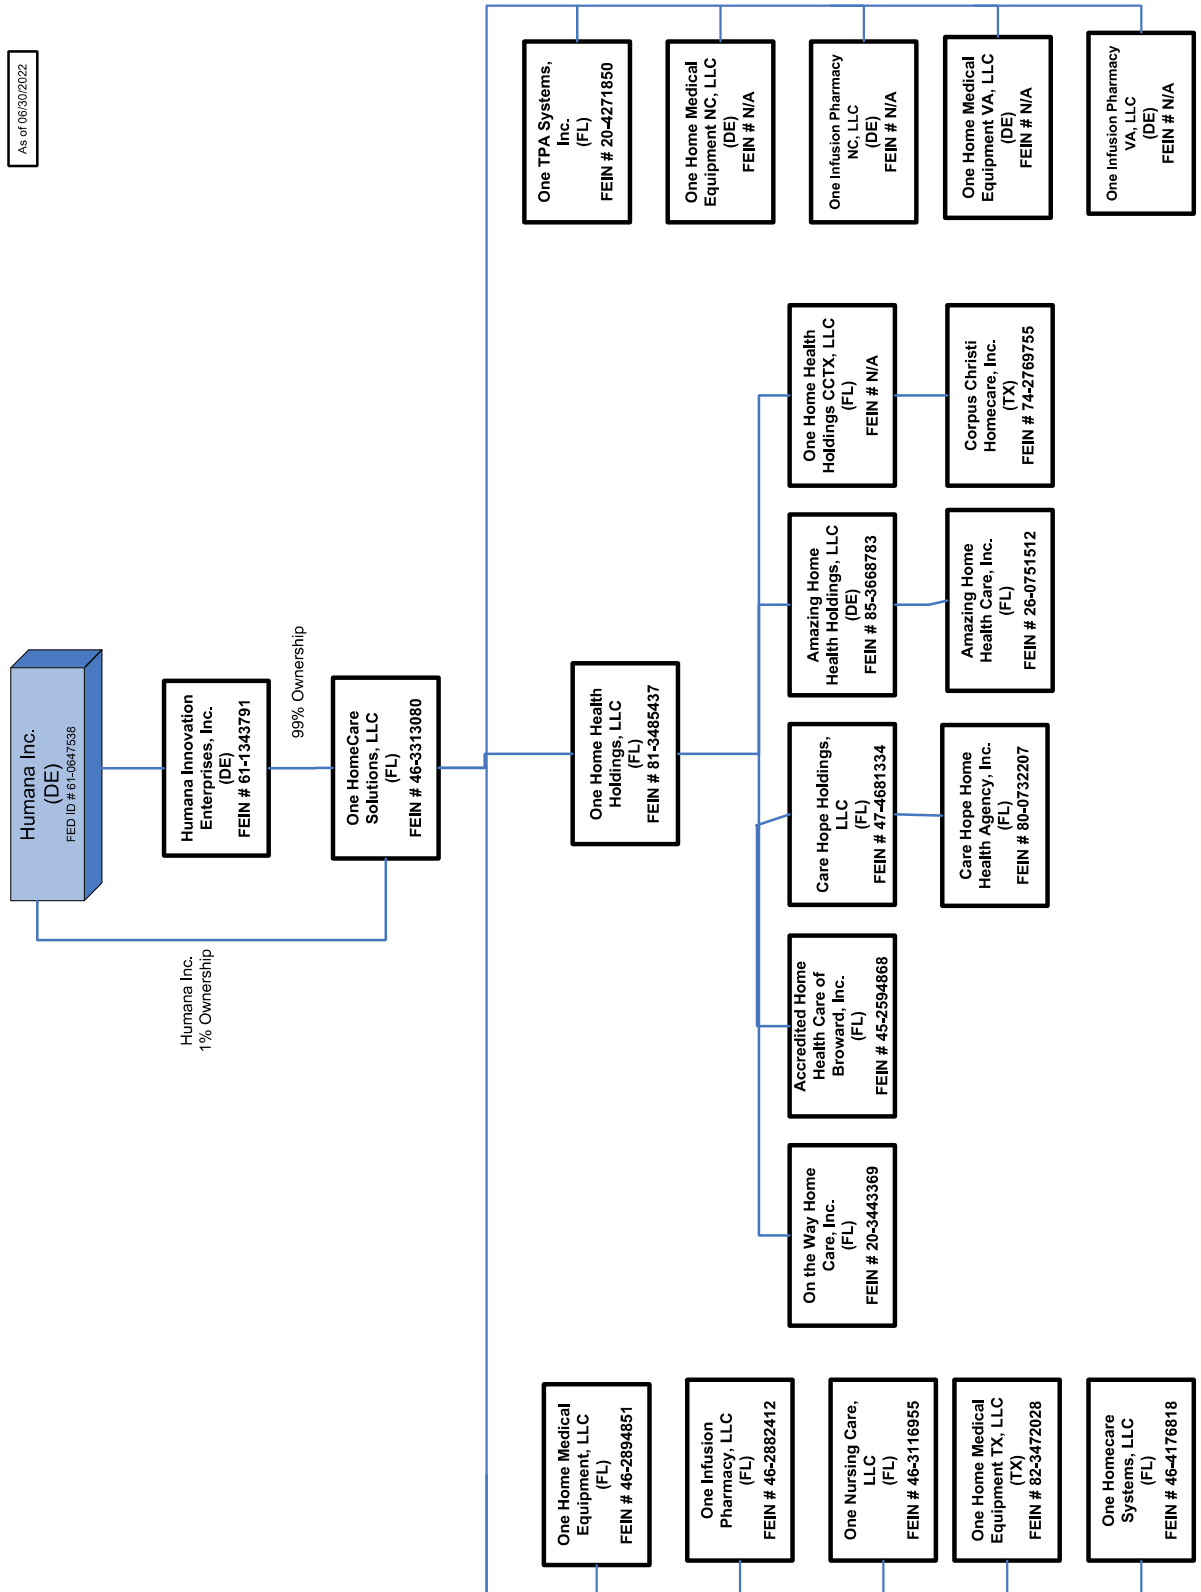 As of 06/30/2022
Humana Inc.
(DE)
FED ID # 61-0647538
Humana Innovation
Enterprises, Inc.
(DE)
FEIN # 61-1343791
Humana Inc.
1% Ownership
99% Ownership
One HomeCare
Solutions, LLC
(FL)
FEIN # 46-3313080
One Home Medical
Equipment, LLC
(FL)
FEIN # 46-2894851
One Infusion
Pharmacy, LLC
(FL)
FEIN # 46-2882412
One Nursing Care,
LLC
(FL)
FEIN # 46-3116955
One Home Medical
Equipment TX, LLC
(TX)
FEIN # 82-3472028
One Homecare
Systems, LLC
(FL)
FEIN # 46-4176818
One Home Health
Holdings, LLC
(FL)
FEIN # 81-3485437
On the Way Home
Care, Inc.
(FL)
FEIN # 20-3443369
Accredited Home
Health Care of
Broward, Inc.
(FL)
FEIN # 45-2594868
Care Hope Holdings,
LLC
(FL)
FEIN # 47-4681334
Amazing Home
Health Holdings, LLC
(DE)
FEIN # 85-3668783
One Home Health
Holdings CCTX, LLC
(FL)
FEIN # N/A
Care Hope Home
Health Agency, Inc.
(FL)
FEIN # 80-0732207
Amazing Home
Health Care, Inc.
(FL)
FEIN # 26-0751512
Corpus Christi
Homecare, Inc.
(TX)
FEIN # 74-2769755
One TPA Systems,
Inc.
(FL)
FEIN # 20-4271850
One Home Medical
Equipment NC, LLC
(DE)
FEIN # N/A
One Infusion Pharmacy
NC, LLC
(DE)
FEIN # N/A
One Home Medical
Equipment VA, LLC
(DE)
FEIN # N/A
One Infusion Pharmacy
VA, LLC
(DE)
FEIN # N/A